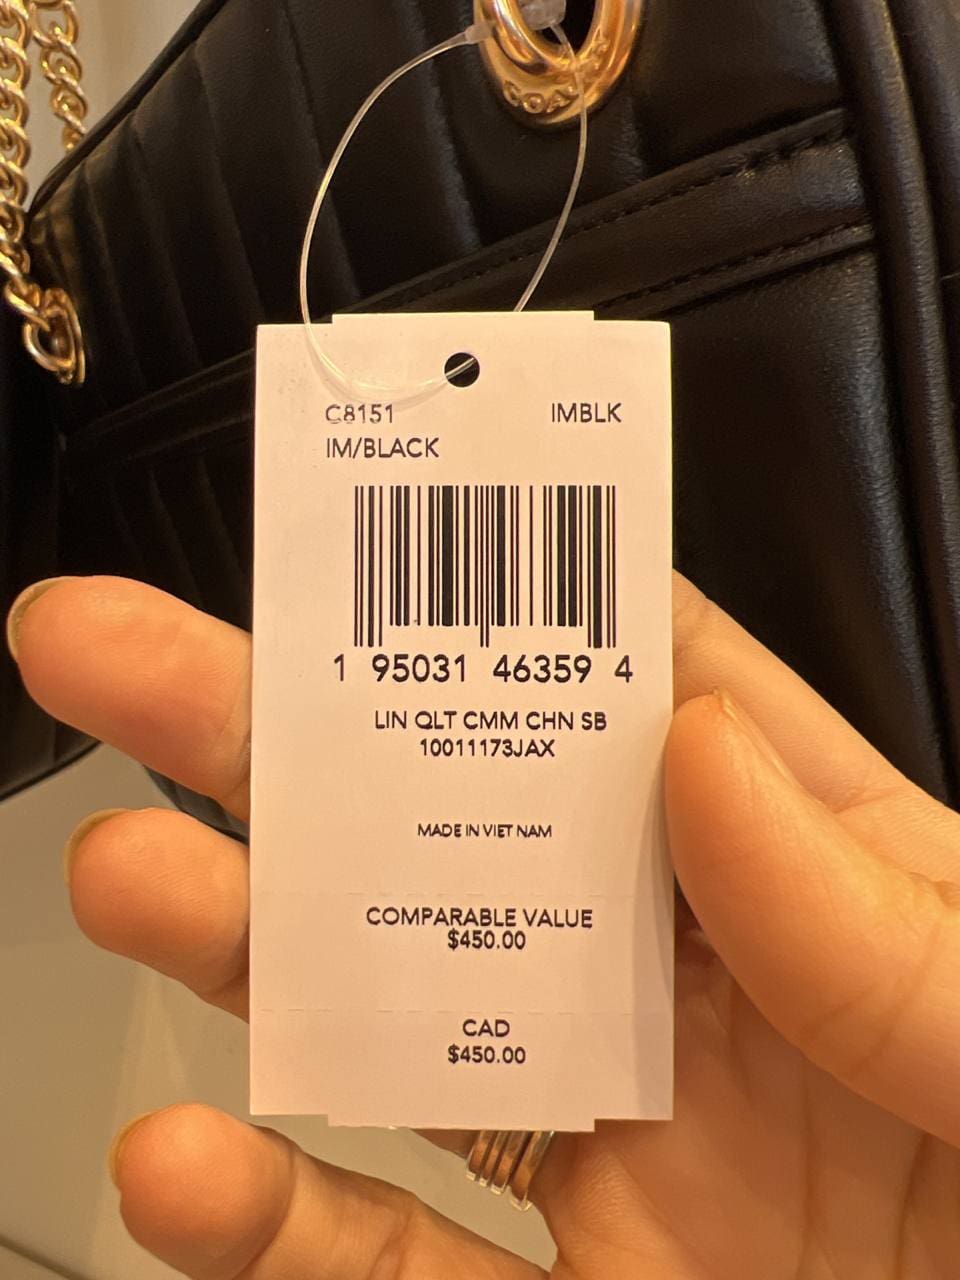 COA
C8151 IMBLK
IM/BLACK
1 95031 46359 4
LIN QLT CMM CHN SB
10011173JAX
MADE IN VIET NAM
COMPARABLE VALUE
$450.00
CAD
$450.00